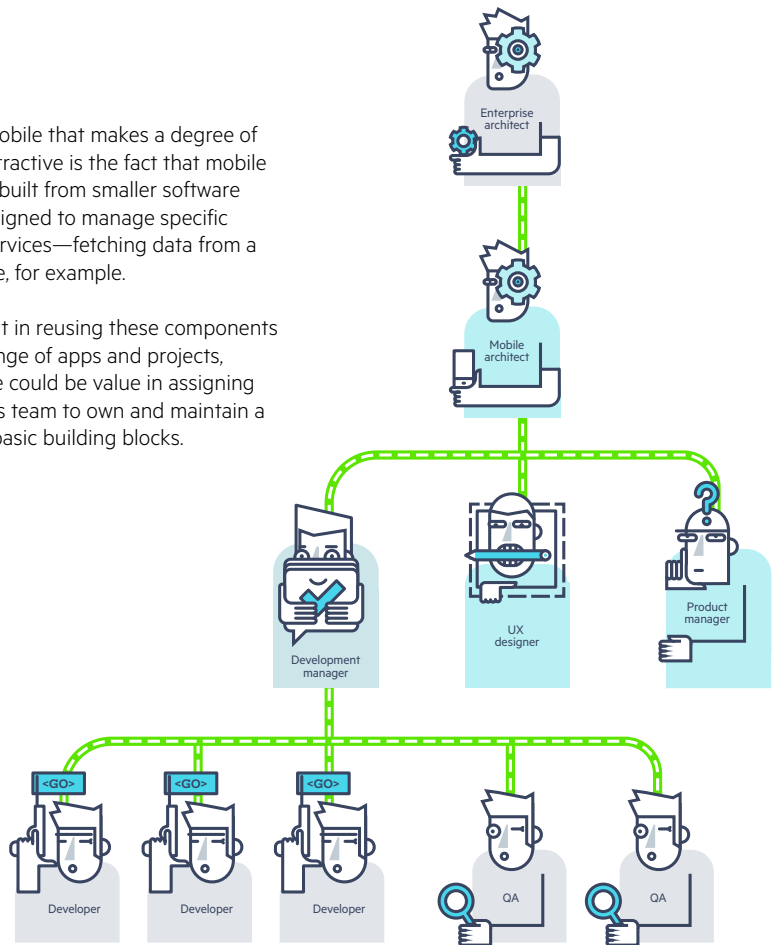 obile that makes a degree of
tractive is the fact that mobile
built from smaller software
igned to manage specific
rvices—fetching data from a
e, for example.
t in reusing these components
nge of apps and projects,
e could be value in assigning
s team to own and maintain a
basic building blocks.
Enterprise
architect
Mobile
architect
Development
manager
UX
designer
Product
manager
<GO>
<GO>
<GO>
Developer
Developer
Developer
QA
QA